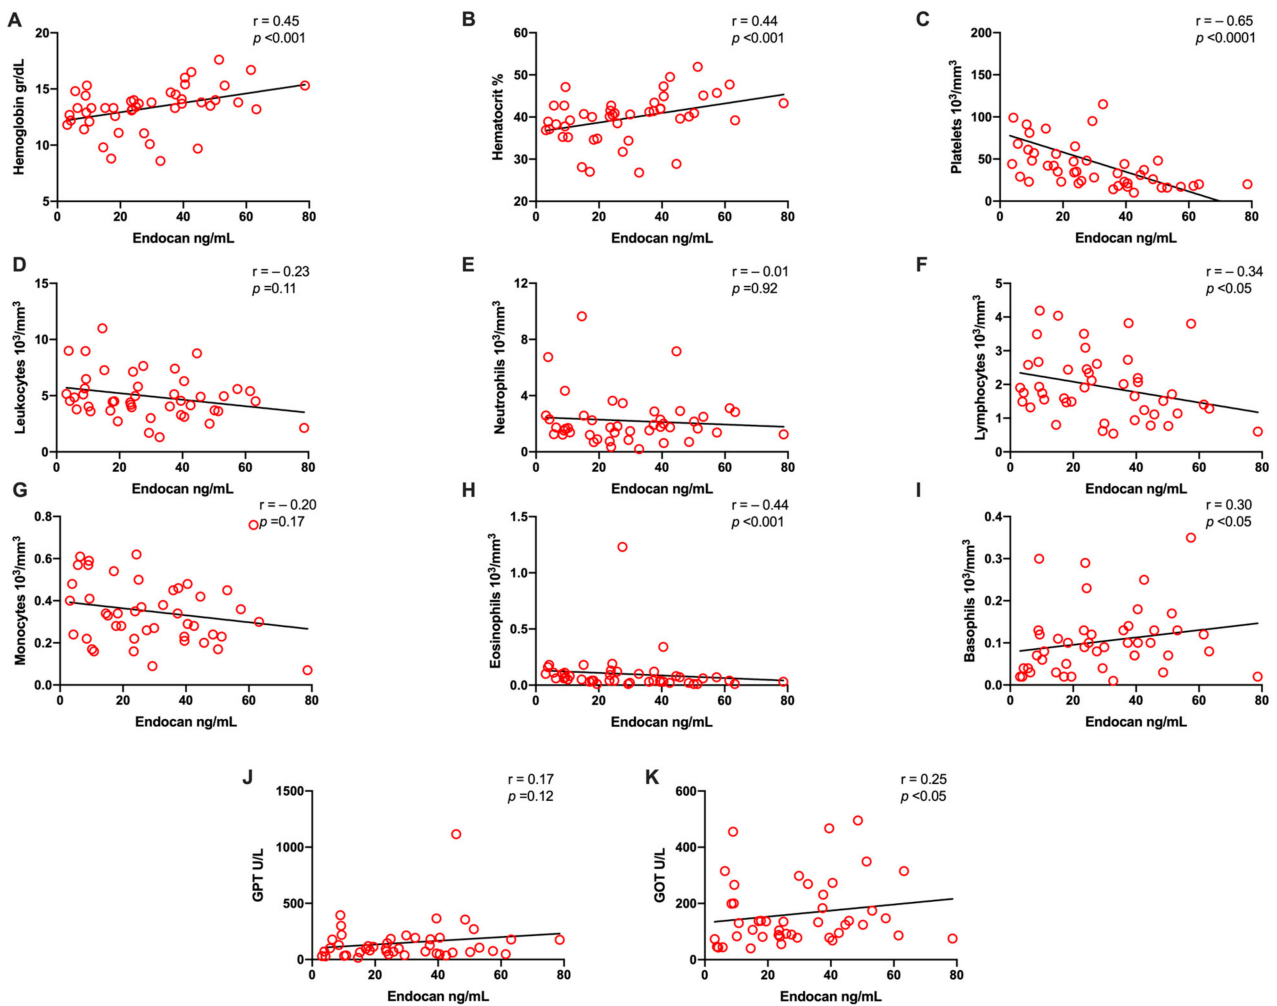 A
r = 0.45
p <0.001
Hemoglobin gr/dL
20
15
10
5
0 20 40 60 80
Endocan ng/mL
B
r = 0.44
p <0.001
Hematocrit %
60
50
40
30
20
0 20 40 60 80
Endocan ng/mL
C
r = – 0.65
p <0.0001
Platelets 10³/mm³
200
150
100
50
0
0 20 40 60 80
Endocan ng/mL
D
r = – 0.23
p =0.11
Leukocytes 10³/mm³
15
10
5
0
0 20 40 60 80
Endocan ng/mL
E
r = – 0.01
p =0.92
Neutrophils 10³/mm³
12
8
4
0
0 20 40 60 80
Endocan ng/mL
F
r = – 0.34
p <0.05
Lymphocytes 10³/mm³
5
4
3
2
1
0
0 20 40 60 80
Endocan ng/mL
G
r = – 0.20
p =0.17
Monocytes 10³/mm³
0.8
0.6
0.4
0.2
0.0
0 20 40 60 80
Endocan ng/mL
H
r = – 0.44
p <0.001
Eosinophils 10³/mm³
1.5
1.0
0.5
0.0
0 20 40 60 80
Endocan ng/mL
I
r = 0.30
p <0.05
Basophils 10³/mm³
0.4
0.3
0.2
0.1
0.0
0 20 40 60 80
Endocan ng/mL
J
r = 0.17
p =0.12
GPT U/L
1500
1000
500
0
0 20 40 60 80
Endocan ng/mL
K
r = 0.25
p <0.05
GOT U/L
600
400
200
0
0 20 40 60 80
Endocan ng/mL